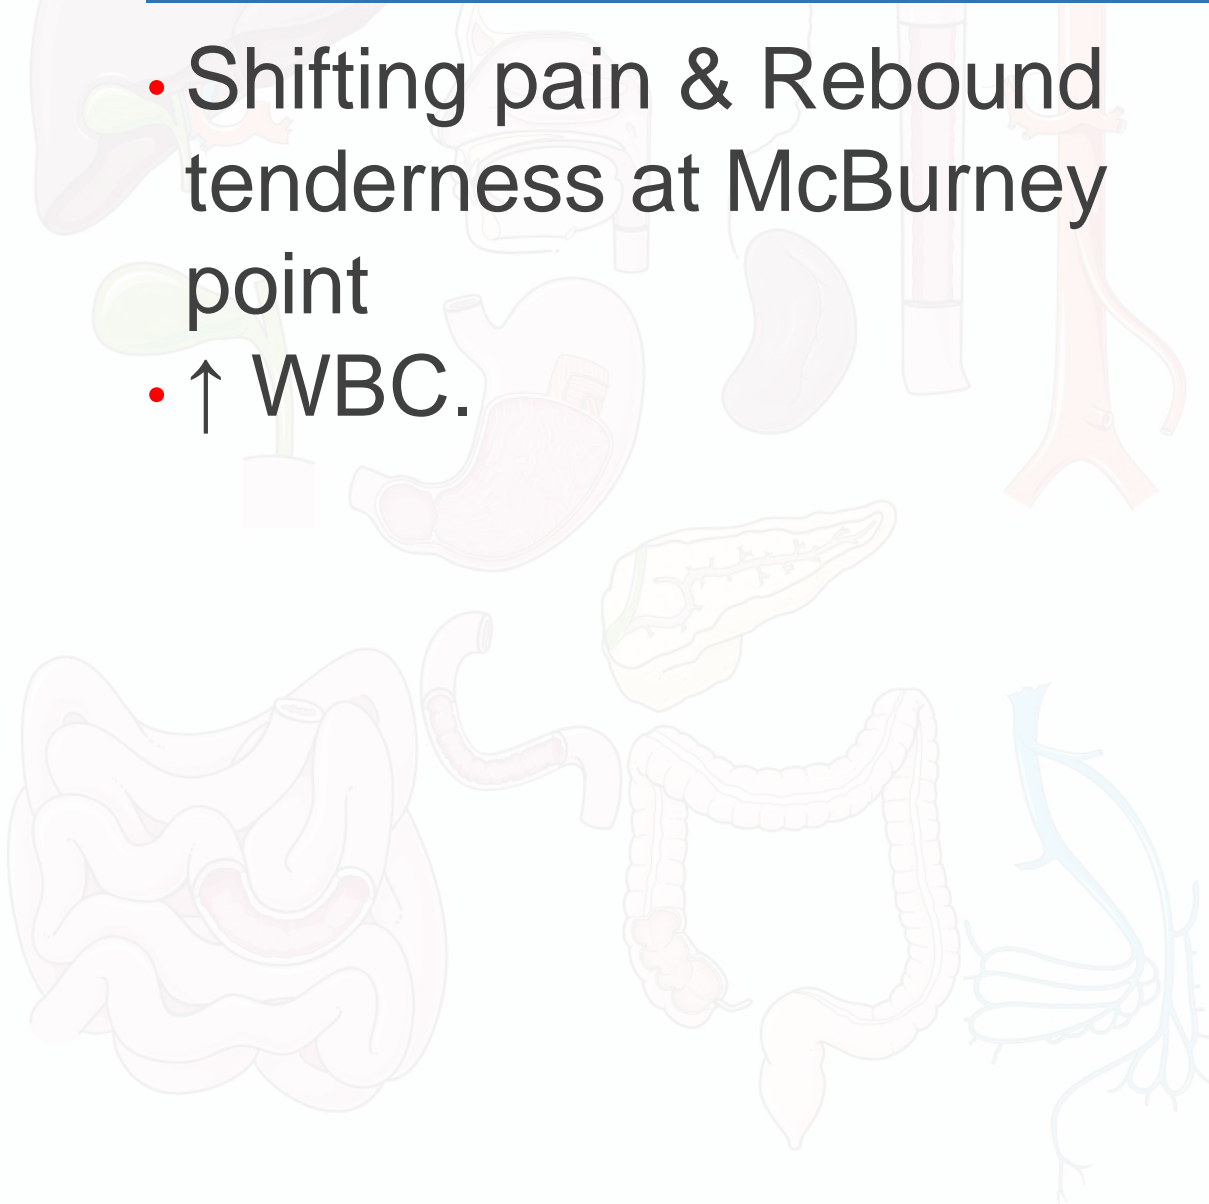 • Shifting pain & Rebound
tenderness at McBurney
point
• ↑ WBC.